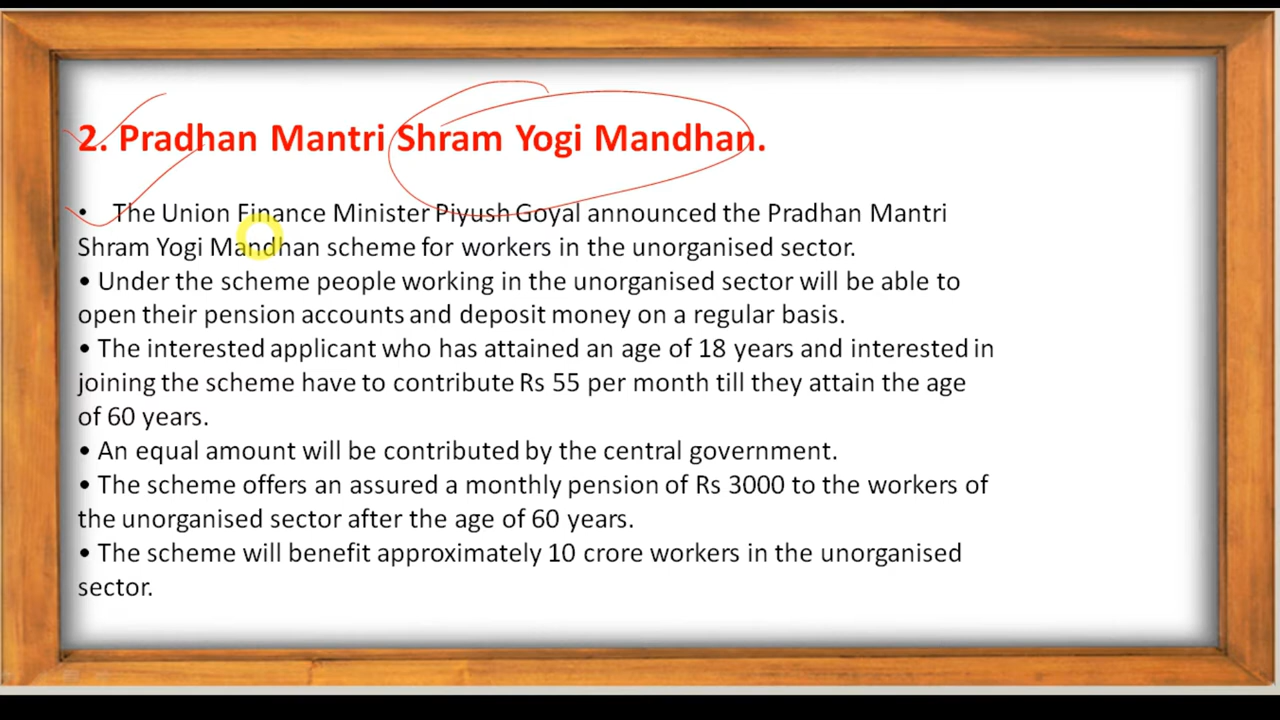 2. Pradhan Mantri Shram Yogi Mandhan.
• The Union Finance Minister Piyush Goyal announced the Pradhan Mantri
Shram Yogi Mandhan scheme for workers in the unorganised sector.
• Under the scheme people working in the unorganised sector will be able to
open their pension accounts and deposit money on a regular basis.
• The interested applicant who has attained an age of 18 years and interested in
joining the scheme have to contribute Rs 55 per month till they attain the age
of 60 years.
• An equal amount will be contributed by the central government.
• The scheme offers an assured a monthly pension of Rs 3000 to the workers of
the unorganised sector after the age of 60 years.
• The scheme will benefit approximately 10 crore workers in the unorganised
sector.